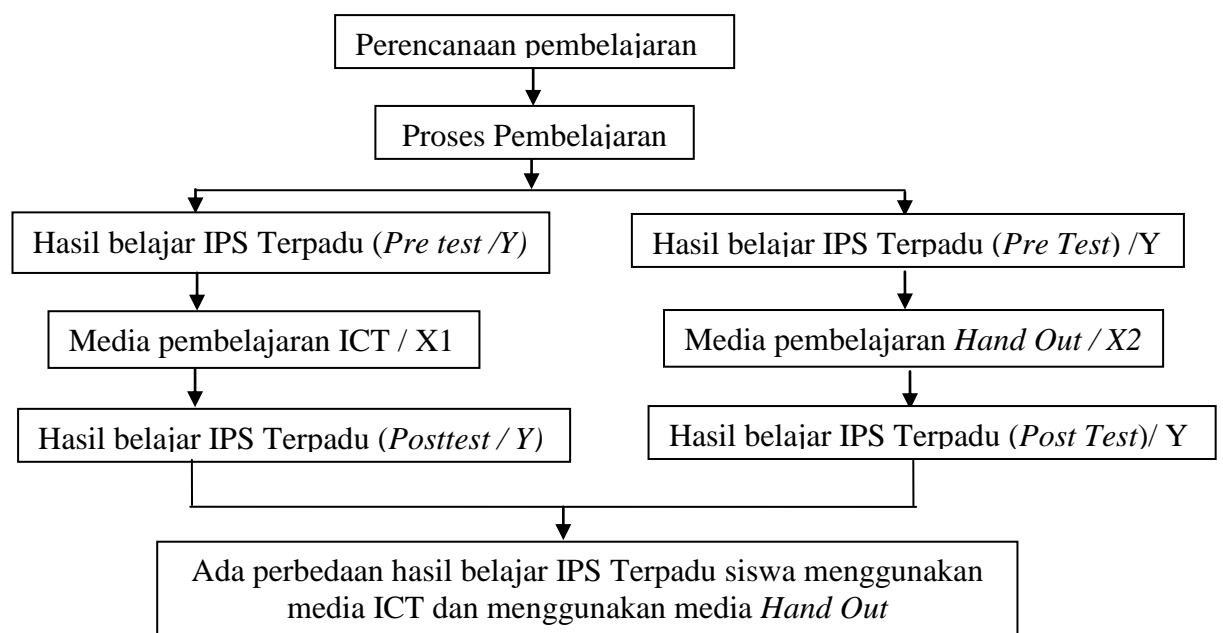 Perencanaan pembelajaran
Proses Pembelajaran
Hasil belajar IPS Terpadu (Pre test /Y)
Hasil belajar IPS Terpadu (Pre Test) /Y
Media pembelajaran ICT / X1
Media pembelajaran Hand Out / X2
Hasil belajar IPS Terpadu (Posttest / Y)
Hasil belajar IPS Terpadu (Post Test)/ Y
Ada perbedaan hasil belajar IPS Terpadu siswa menggunakan
media ICT dan menggunakan media Hand Out